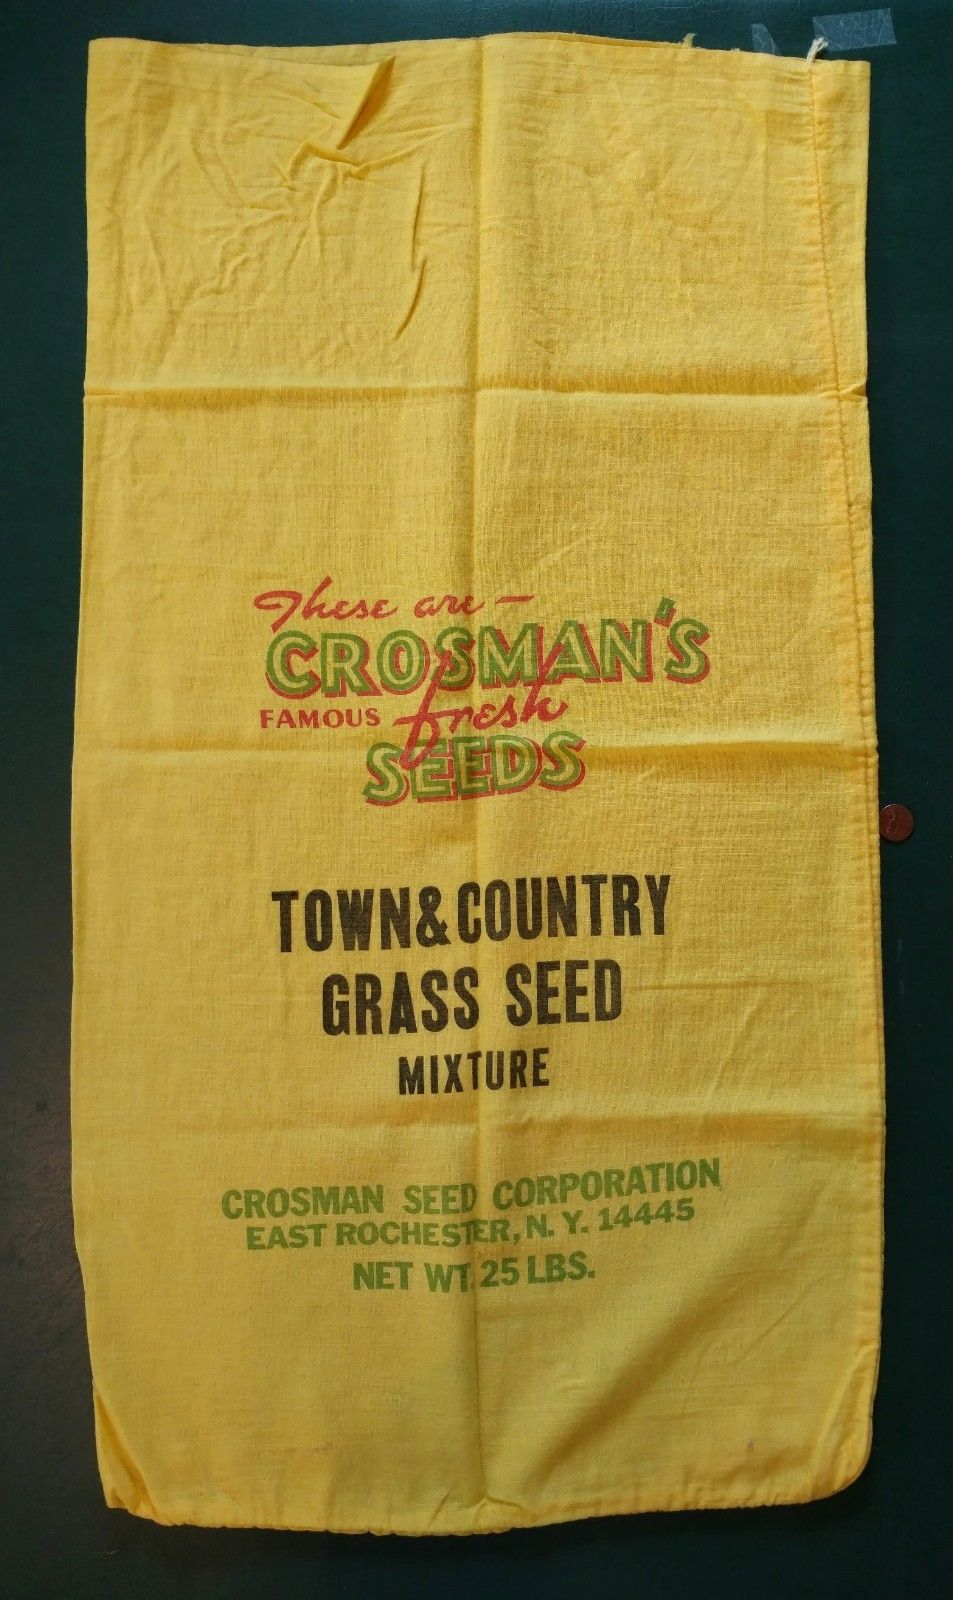 These are —
CROSMAN'S
FAMOUS fresh
SEEDS
TOWN & COUNTRY
GRASS SEED
MIXTURE
CROSMAN SEED CORPORATION
EAST ROCHESTER, N. Y. 14445
NET WT. 25 LBS.